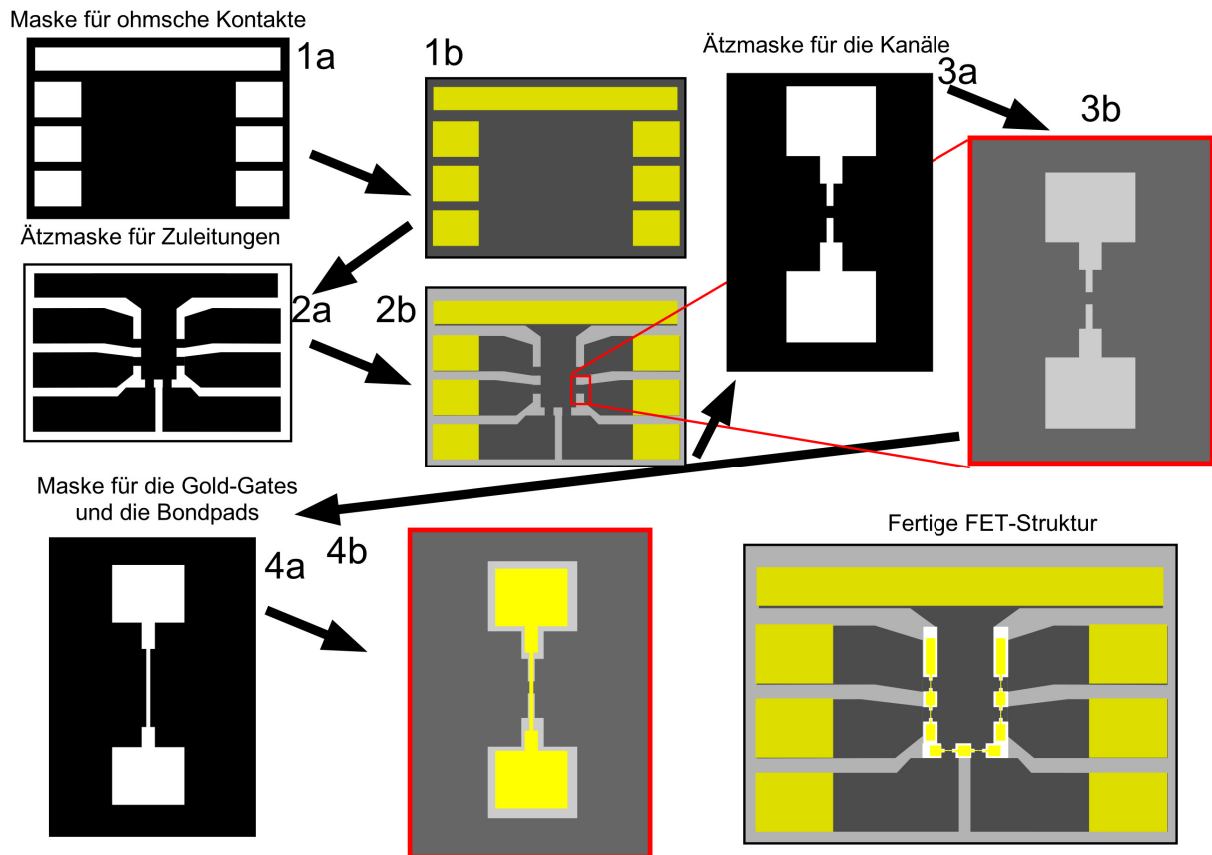 Maske für ohmsche Kontakte
1a
1b
Ätzmaske für die Kanäle
3a
3b
Ätzmaske für Zuleitungen
2a
2b
Maske für die Gold-Gates
und die Bondpads
4a
4b
Fertige FET-Struktur